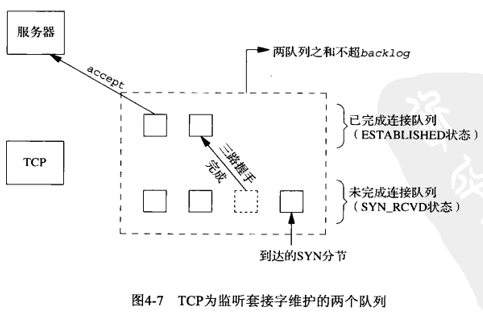 服务器
两队列之和不超backlog
accept
已完成连接队列
（ESTABLISHED状态）
TCP
三路握手
完成
未完成连接队列
（SYN_RCVD状态）
到达的SYN分节
图4-7 TCP为监听套接字维护的两个队列